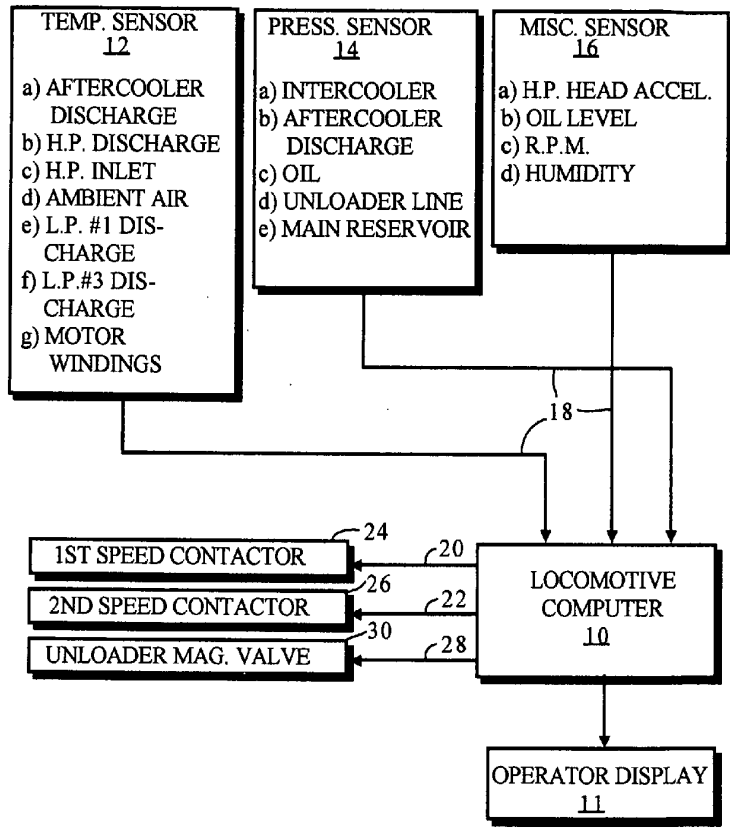 TEMP. SENSOR
12
a) AFTERCOOLER
DISCHARGE
b) H.P. DISCHARGE
c) H.P. INLET
d) AMBIENT AIR
e) L.P. #1 DIS-
CHARGE
f) L.P.#3 DIS-
CHARGE
g) MOTOR
WINDINGS
PRESS. SENSOR
14
a) INTERCOOLER
b) AFTERCOOLER
DISCHARGE
c) OIL
d) UNLOADER LINE
e) MAIN RESERVOIR
MISC. SENSOR
16
a) H.P. HEAD ACCEL.
b) OIL LEVEL
c) R.P.M.
d) HUMIDITY
18
24
1ST SPEED CONTACTOR
20
26
2ND SPEED CONTACTOR
22
30
UNLOADER MAG. VALVE
28
LOCOMOTIVE
COMPUTER
10
OPERATOR DISPLAY
11